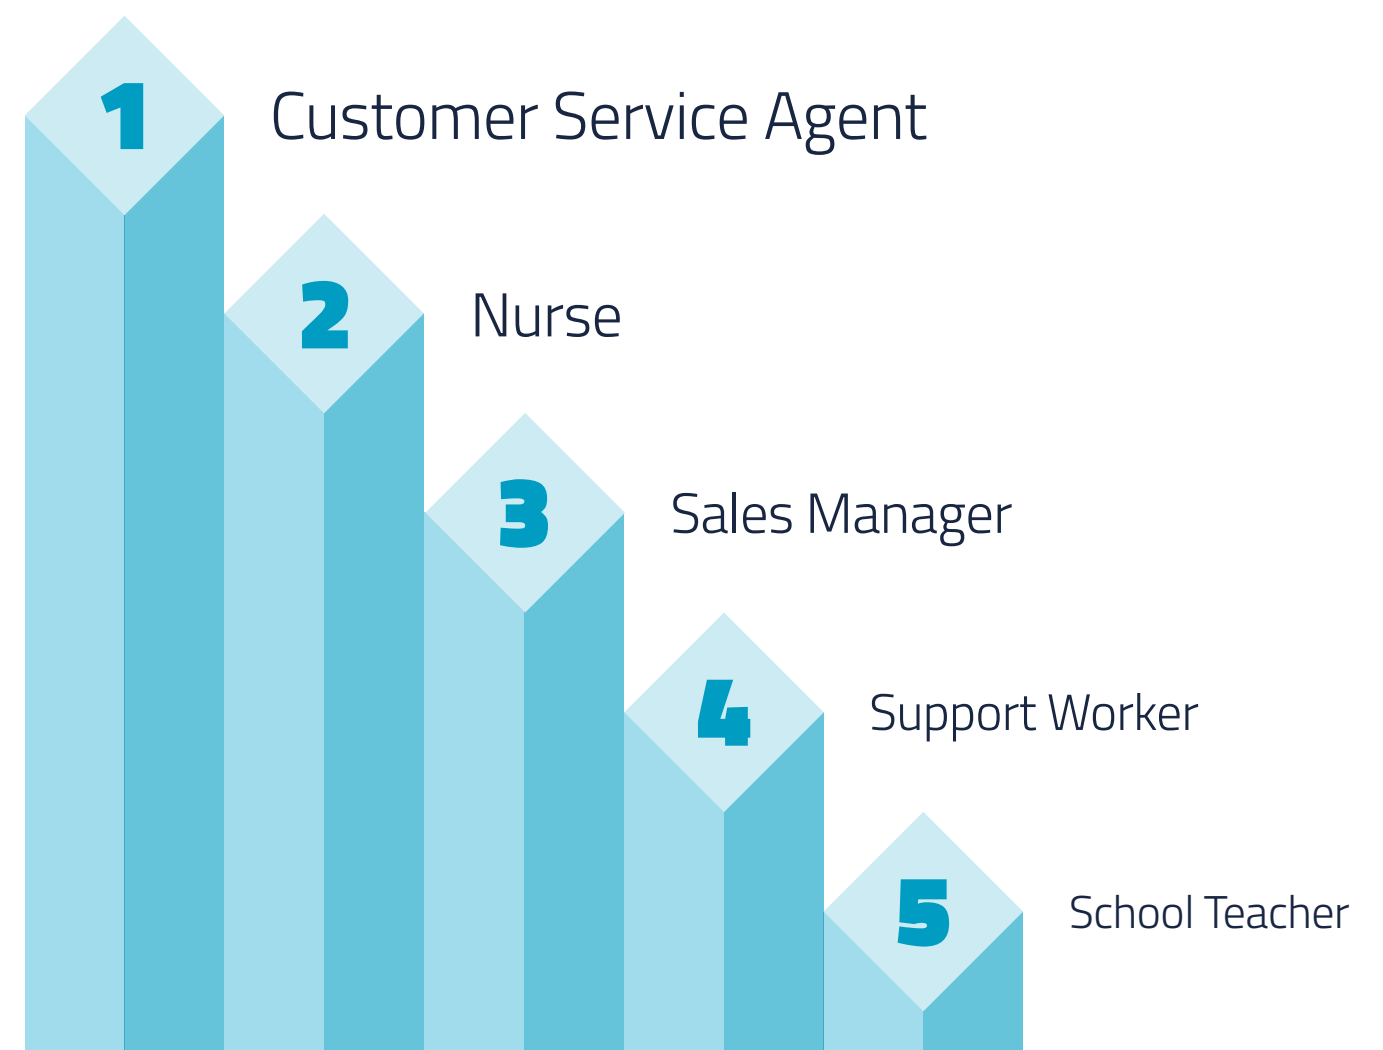 1
Customer Service Agent
2
Nurse
3
Sales Manager
4
Support Worker
5
School Teacher